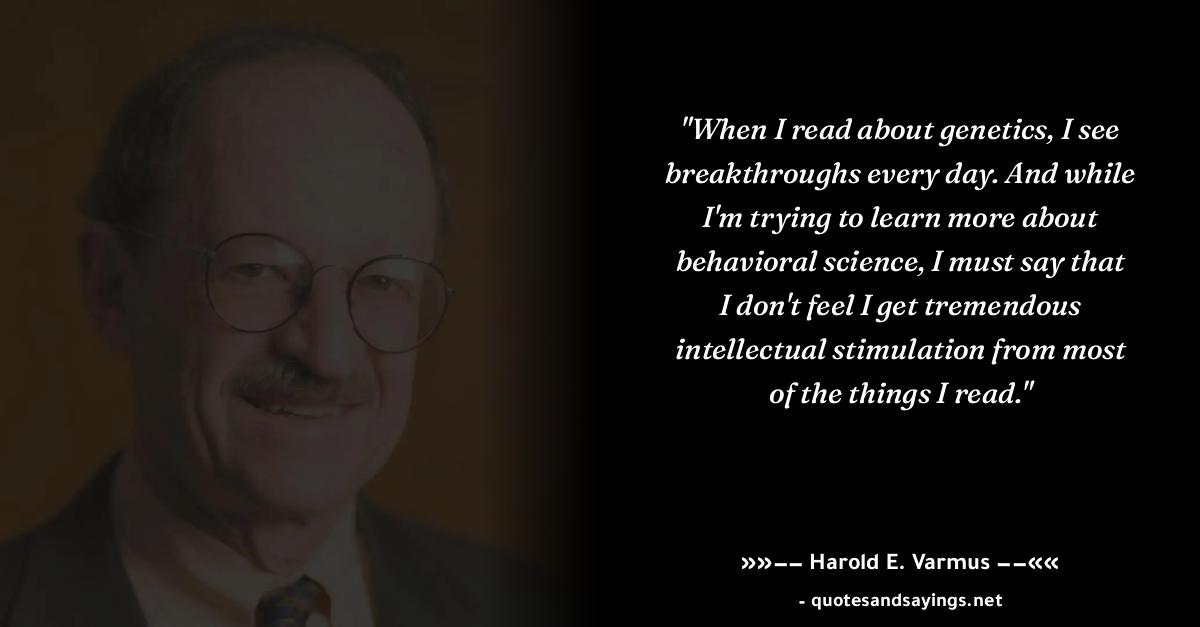 "When I read about genetics, I see
breakthroughs every day. And while
I'm trying to learn more about
behavioral science, I must say that
I don't feel I get tremendous
intellectual stimulation from most
of the things I read."
»»–– Harold E. Varmus ––««
- quotesandsayings.net